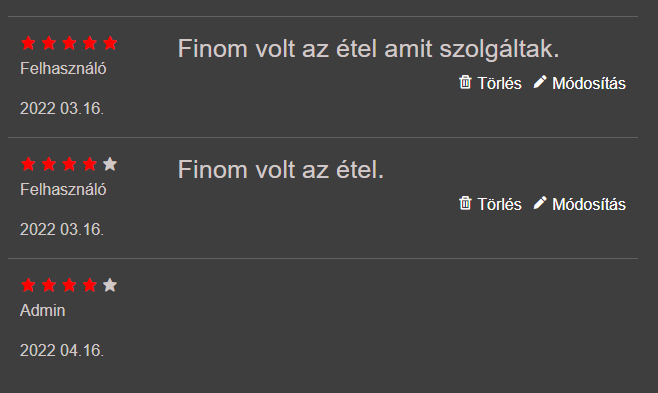 Finom volt az étel amit szolgáltak.
Felhasználó
Törlés Módosítás
2022 03.16.
Finom volt az étel.
Felhasználó
Törlés Módosítás
2022 03.16.
Admin
2022 04.16.